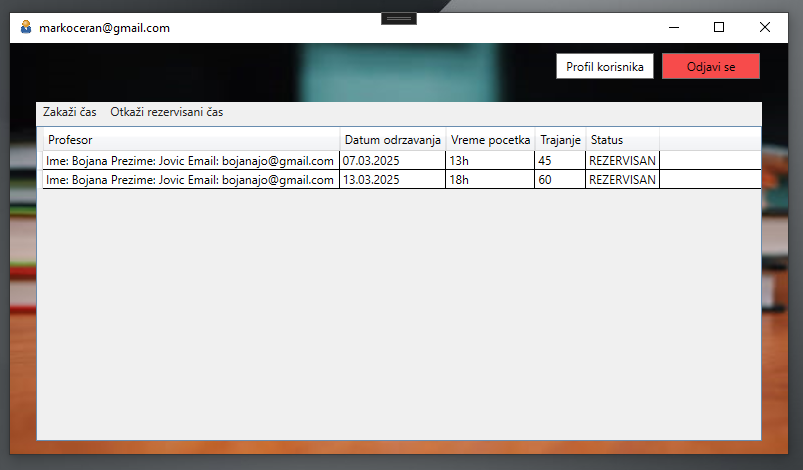 markoceran@gmail.com
Profil korisnika Odjavi se
Zakaži čas Otkaži rezervisani čas
Profesor Datum odrzavanja Vreme pocetka Trajanje Status
Ime: Bojana Prezime: Jovic Email: bojanajo@gmail.com 07.03.2025 13h 45 REZERVISAN
Ime: Bojana Prezime: Jovic Email: bojanajo@gmail.com 13.03.2025 18h 60 REZERVISAN